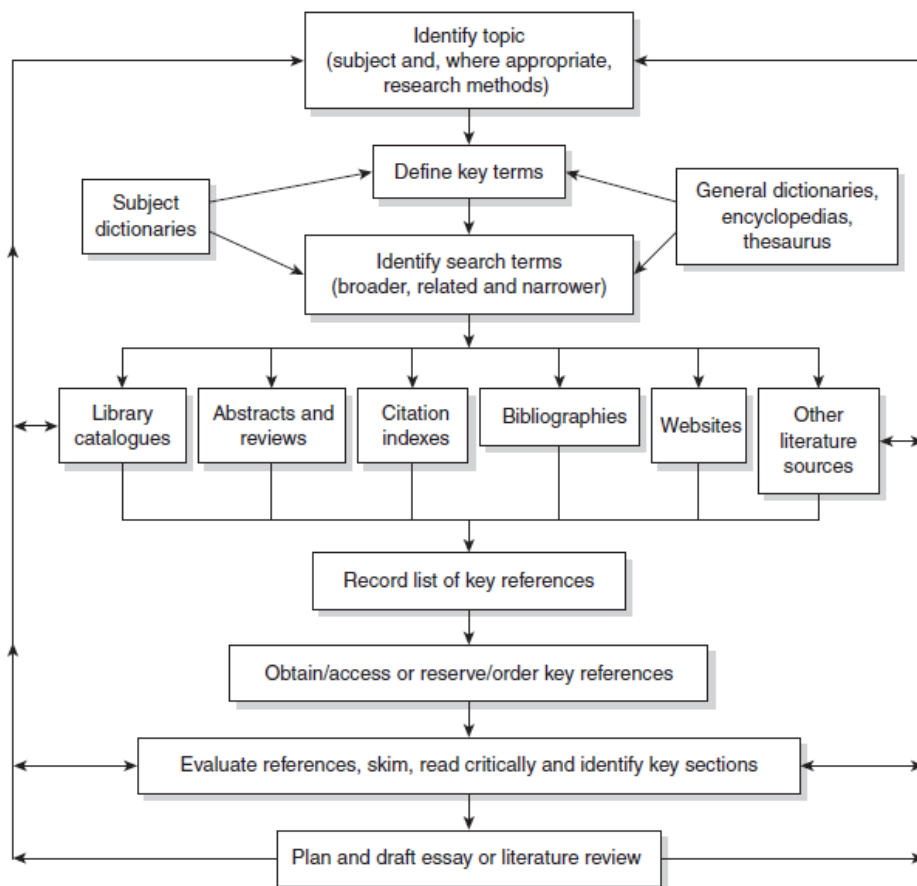 Identify topic
(subject and, where appropriate,
research methods)
Define key terms
Subject
dictionaries
General dictionaries,
encyclopedias,
thesaurus
Identify search terms
(broader, related and narrower)
Library
catalogues
Abstracts and
reviews
Citation
indexes
Bibliographies
Websites
Other
literature
sources
Record list of key references
Obtain/access or reserve/order key references
Evaluate references, skim, read critically and identify key sections
Plan and draft essay or literature review